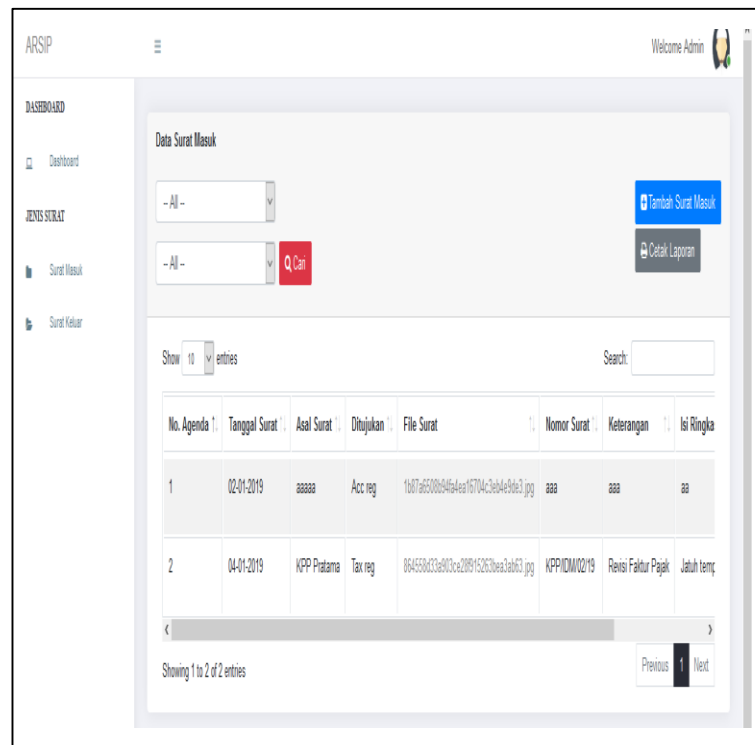 ARSIP
Welcome Admin
DASHBOARD
Dashboard
JENIS SURAT
Surat Masuk
Surat Keluar
Data Surat Masuk
-- All --
Tambah Surat Masuk
Cetak Laporan
-- All --
Cari
Show 10 entries
Search:
No. Agenda Tanggal Surat Asal Surat Ditujukan File Surat Nomor Surat Keterangan Isi Ringka
1 02-01-2019 aaaaa Acc reg 1b87a6508b94fa4ea16704c3eb4e9de3.jpg aaa aaa aa
2 04-01-2019 KPP Pratama Tax reg 864558d33a903ce28f915263bea3ab63.jpg KPP/IDM/02/19 Revisi Faktur Pajak Jatuh temp
Showing 1 to 2 of 2 entries
Previous 1 Next